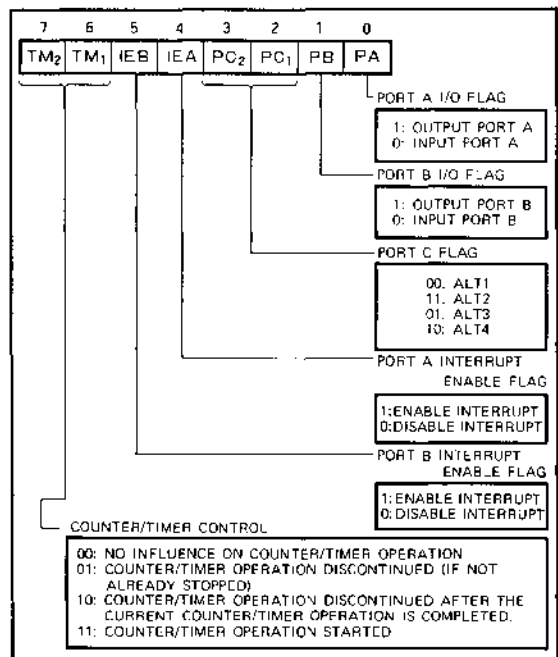 7 6 5 4 3 2 1 0
TM₂ TM₁ IEB IEA PC₂ PC₁ PB PA
PORT A I/O FLAG
1: OUTPUT PORT A
0: INPUT PORT A
PORT B I/O FLAG
1: OUTPUT PORT B
0: INPUT PORT B
PORT C FLAG
00: ALT1
11: ALT2
01: ALT3
10: ALT4
PORT A INTERRUPT
ENABLE FLAG
1:ENABLE INTERRUPT
0:DISABLE INTERRUPT
PORT B INTERRUPT
ENABLE FLAG
1:ENABLE INTERRUPT
0:DISABLE INTERRUPT
COUNTER/TIMER CONTROL
00: NO INFLUENCE ON COUNTER/TIMER OPERATION
01: COUNTER/TIMER OPERATION DISCONTINUED (IF NOT
ALREADY STOPPED)
10: COUNTER/TIMER OPERATION DISCONTINUED AFTER THE
CURRENT COUNTER/TIMER OPERATION IS COMPLETED.
11: COUNTER/TIMER OPERATION STARTED